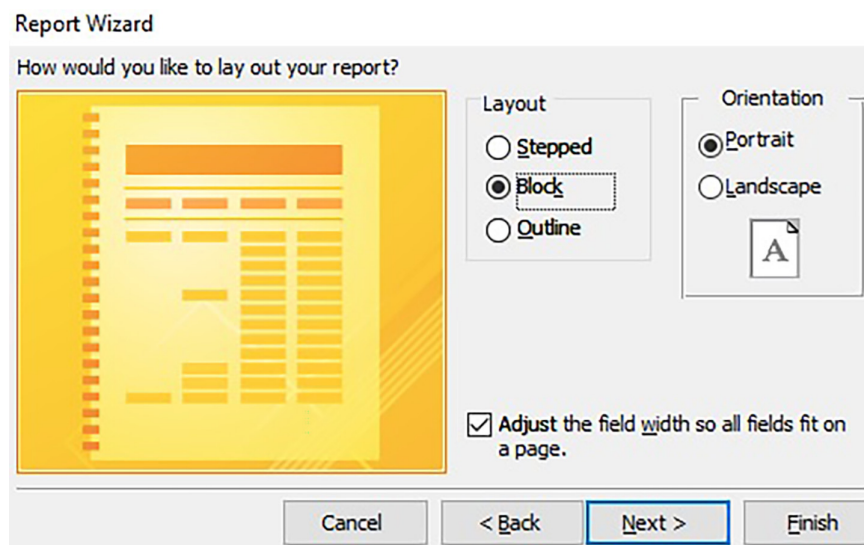 Report Wizard
How would you like to lay out your report?
Layout
Stepped
Block
Outline
Orientation
Portrait
Landscape
A
Adjust the field width so all fields fit on
a page.
Cancel
< Back
Next >
Finish